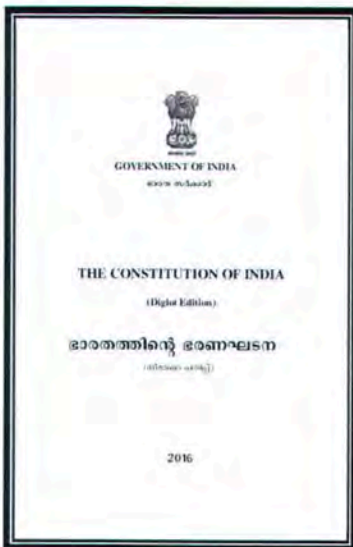 GOVERNMENT OF INDIA
ഭാരത സർക്കാർ
THE CONSTITUTION OF INDIA
(Diglot Edition)
ഭാരതത്തിന്റെ ഭരണഘടന
2016